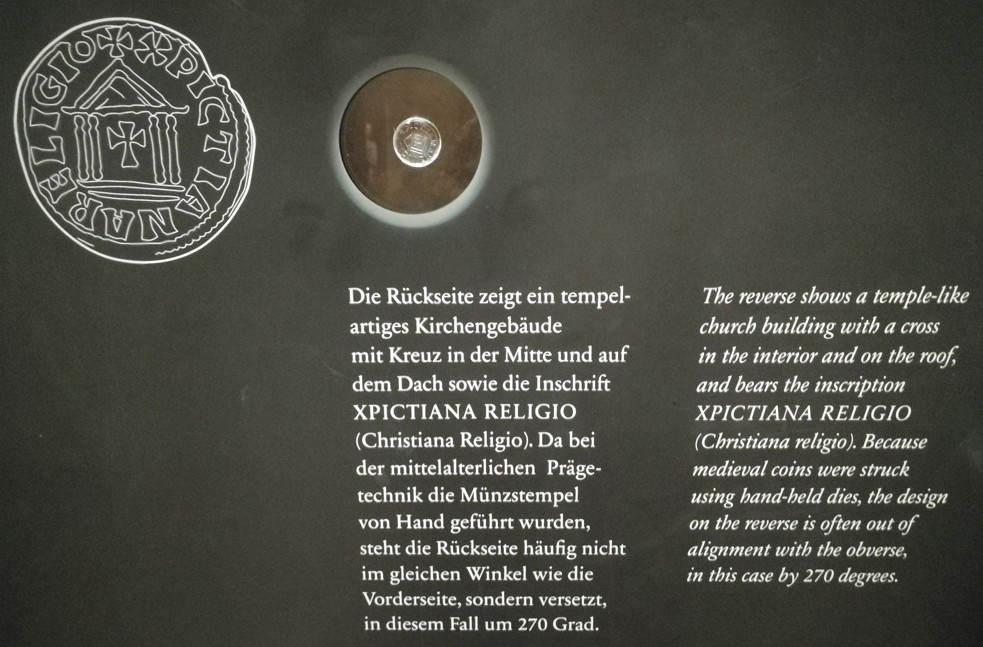 XPICTIANARELIGIO
Die Rückseite zeigt ein tempel-
artiges Kirchengebäude
mit Kreuz in der Mitte und auf
dem Dach sowie die Inschrift
XPICTIANA RELIGIO
(Christiana Religio). Da bei
der mittelalterlichen Präge-
technik die Münzstempel
von Hand geführt wurden,
steht die Rückseite häufig nicht
im gleichen Winkel wie die
Vorderseite, sondern versetzt,
in diesem Fall um 270 Grad.
The reverse shows a temple-like
church building with a cross
in the interior and on the roof,
and bears the inscription
XPICTIANA RELIGIO
(Christiana religio). Because
medieval coins were struck
using hand-held dies, the design
on the reverse is often out of
alignment with the obverse,
in this case by 270 degrees.